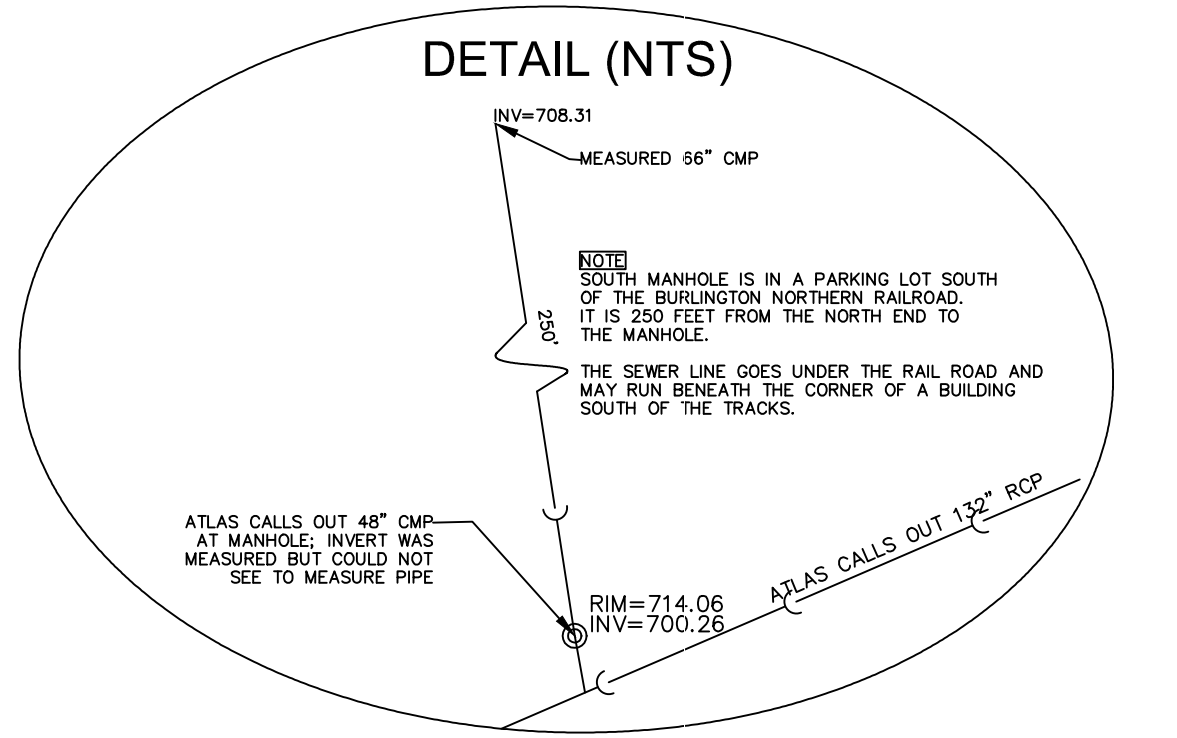 DETAIL (NTS)
INV=708.31
MEASURED 66" CMP
NOTE
SOUTH MANHOLE IS IN A PARKING LOT SOUTH
OF THE BURLINGTON NORTHERN RAILROAD.
IT IS 250 FEET FROM THE NORTH END TO
THE MANHOLE.
THE SEWER LINE GOES UNDER THE RAIL ROAD AND
MAY RUN BENEATH THE CORNER OF A BUILDING
SOUTH OF THE TRACKS.
250'
ATLAS CALLS OUT 48" CMP
AT MANHOLE; INVERT WAS
MEASURED BUT COULD NOT
SEE TO MEASURE PIPE
RIM=714.06
INV=700.26
ATLAS CALLS OUT 132" RCP